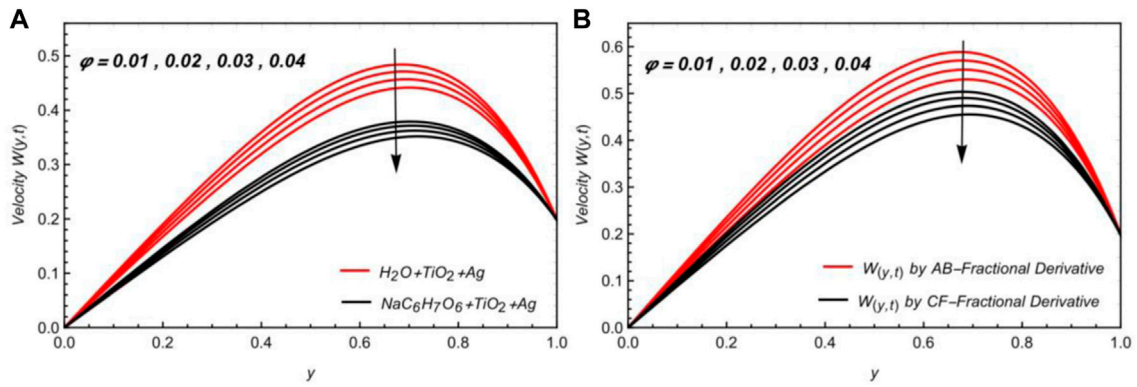 A
φ = 0.01 , 0.02 , 0.03 , 0.04
Velocity W(y,t)
0.5
0.4
0.3
0.2
0.1
0.0
H₂O+TiO₂+Ag
NaC₆H₇O₆+TiO₂+Ag
0.0 0.2 0.4 0.6 0.8 1.0
y
B
φ = 0.01 , 0.02 , 0.03 , 0.04
Velocity W(y,t)
0.6
0.5
0.4
0.3
0.2
0.1
0.0
W(y,t) by AB−Fractional Derivative
W(y,t) by CF−Fractional Derivative
0.0 0.2 0.4 0.6 0.8 1.0
y